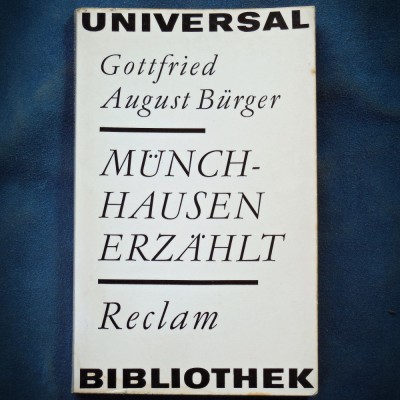 UNIVERSAL
Gottfried
August Bürger
MÜNCH-
HAUSEN
ERZÄHLT
Reclam
BIBLIOTHEK